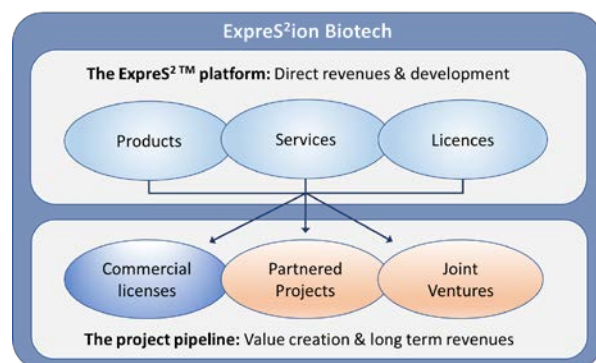 ExpreS²ion Biotech
The ExpreS² ™ platform: Direct revenues & development
Products
Services
Licences
Commercial
licenses
Partnered
Projects
Joint
Ventures
The project pipeline: Value creation & long term revenues